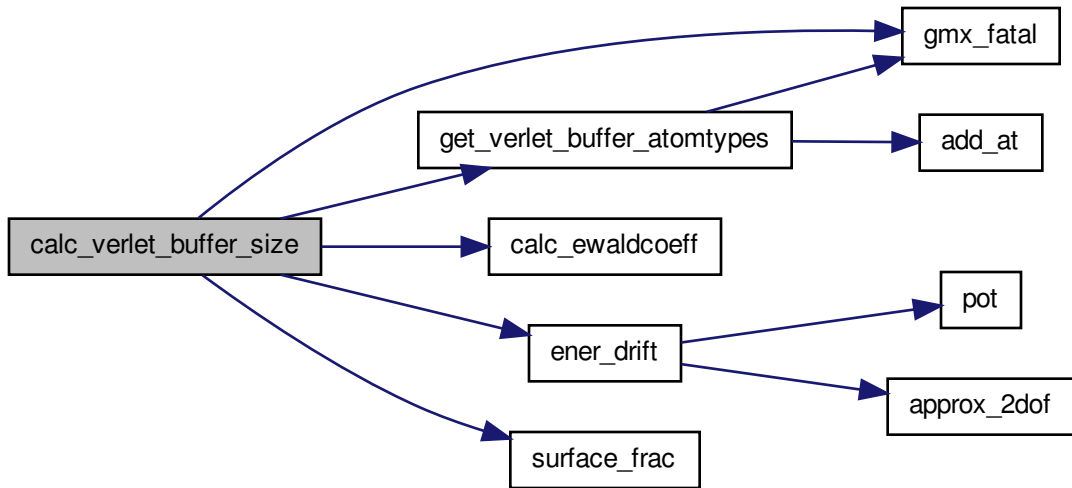 gmx_fatal
get_verlet_buffer_atomtypes
add_at
calc_verlet_buffer_size
calc_ewaldcoeff
pot
ener_drift
approx_2dof
surface_frac